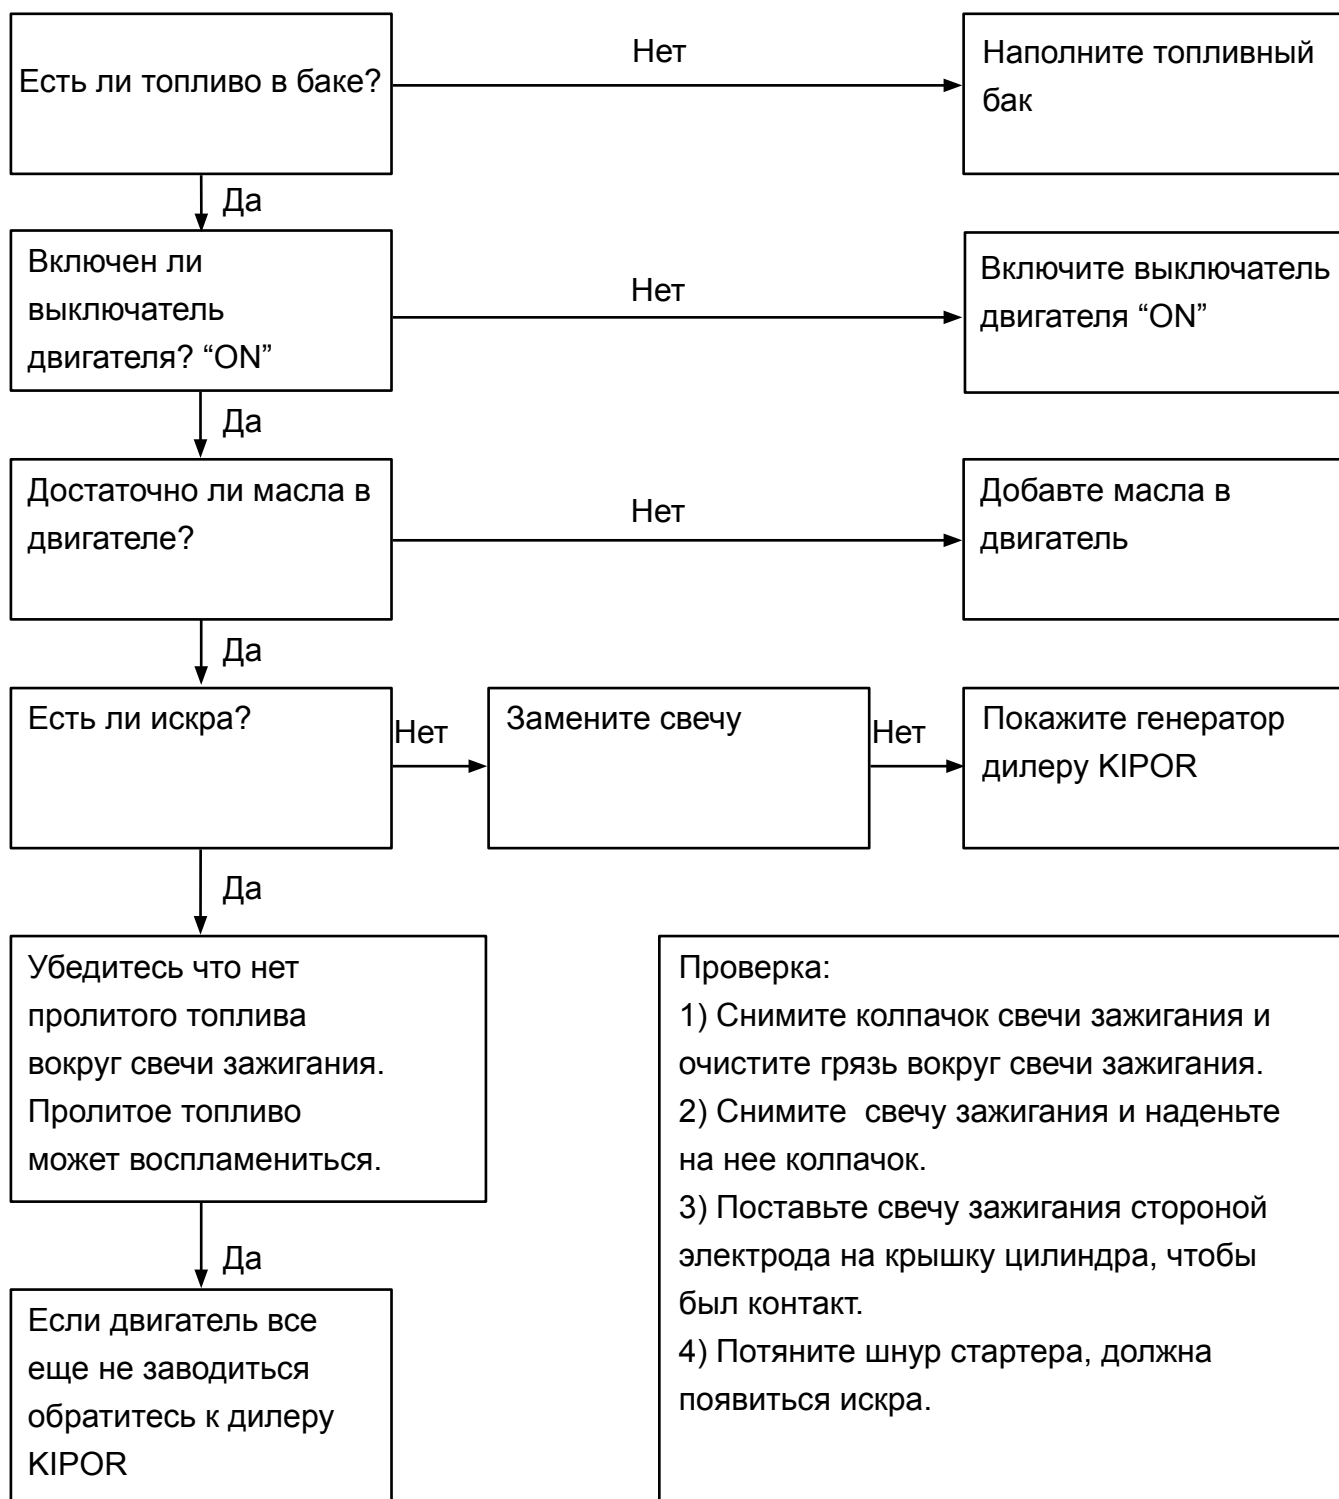 Есть ли топливо в баке?
Нет
Наполните топливный
бак
Да
Включен ли
выключатель
двигателя? “ON”
Нет
Включите выключатель
двигателя “ON”
Да
Достаточно ли масла в
двигателе?
Нет
Добавте масла в
двигатель
Да
Есть ли искра?
Нет
Замените свечу
Нет
Покажите генератор
дилеру KIPOR
Да
Убедитесь что нет
пролитого топлива
вокруг свечи зажигания.
Пролитое топливо
может воспламениться.
Да
Если двигатель все
еще не заводиться
обратитесь к дилеру
KIPOR
Проверка:
1) Снимите колпачок свечи зажигания и
очистите грязь вокруг свечи зажигания.
2) Снимите  свечу зажигания и наденьте
на нее колпачок.
3) Поставьте свечу зажигания стороной
электрода на крышку цилиндра, чтобы
был контакт.
4) Потяните шнур стартера, должна
появиться искра.